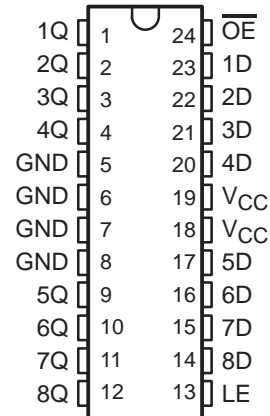 1Q 1 24 OE
2Q 2 23 1D
3Q 3 22 2D
4Q 4 21 3D
GND 5 20 4D
GND 6 19 VCC
GND 7 18 VCC
GND 8 17 5D
5Q 9 16 6D
6Q 10 15 7D
7Q 11 14 8D
8Q 12 13 LE